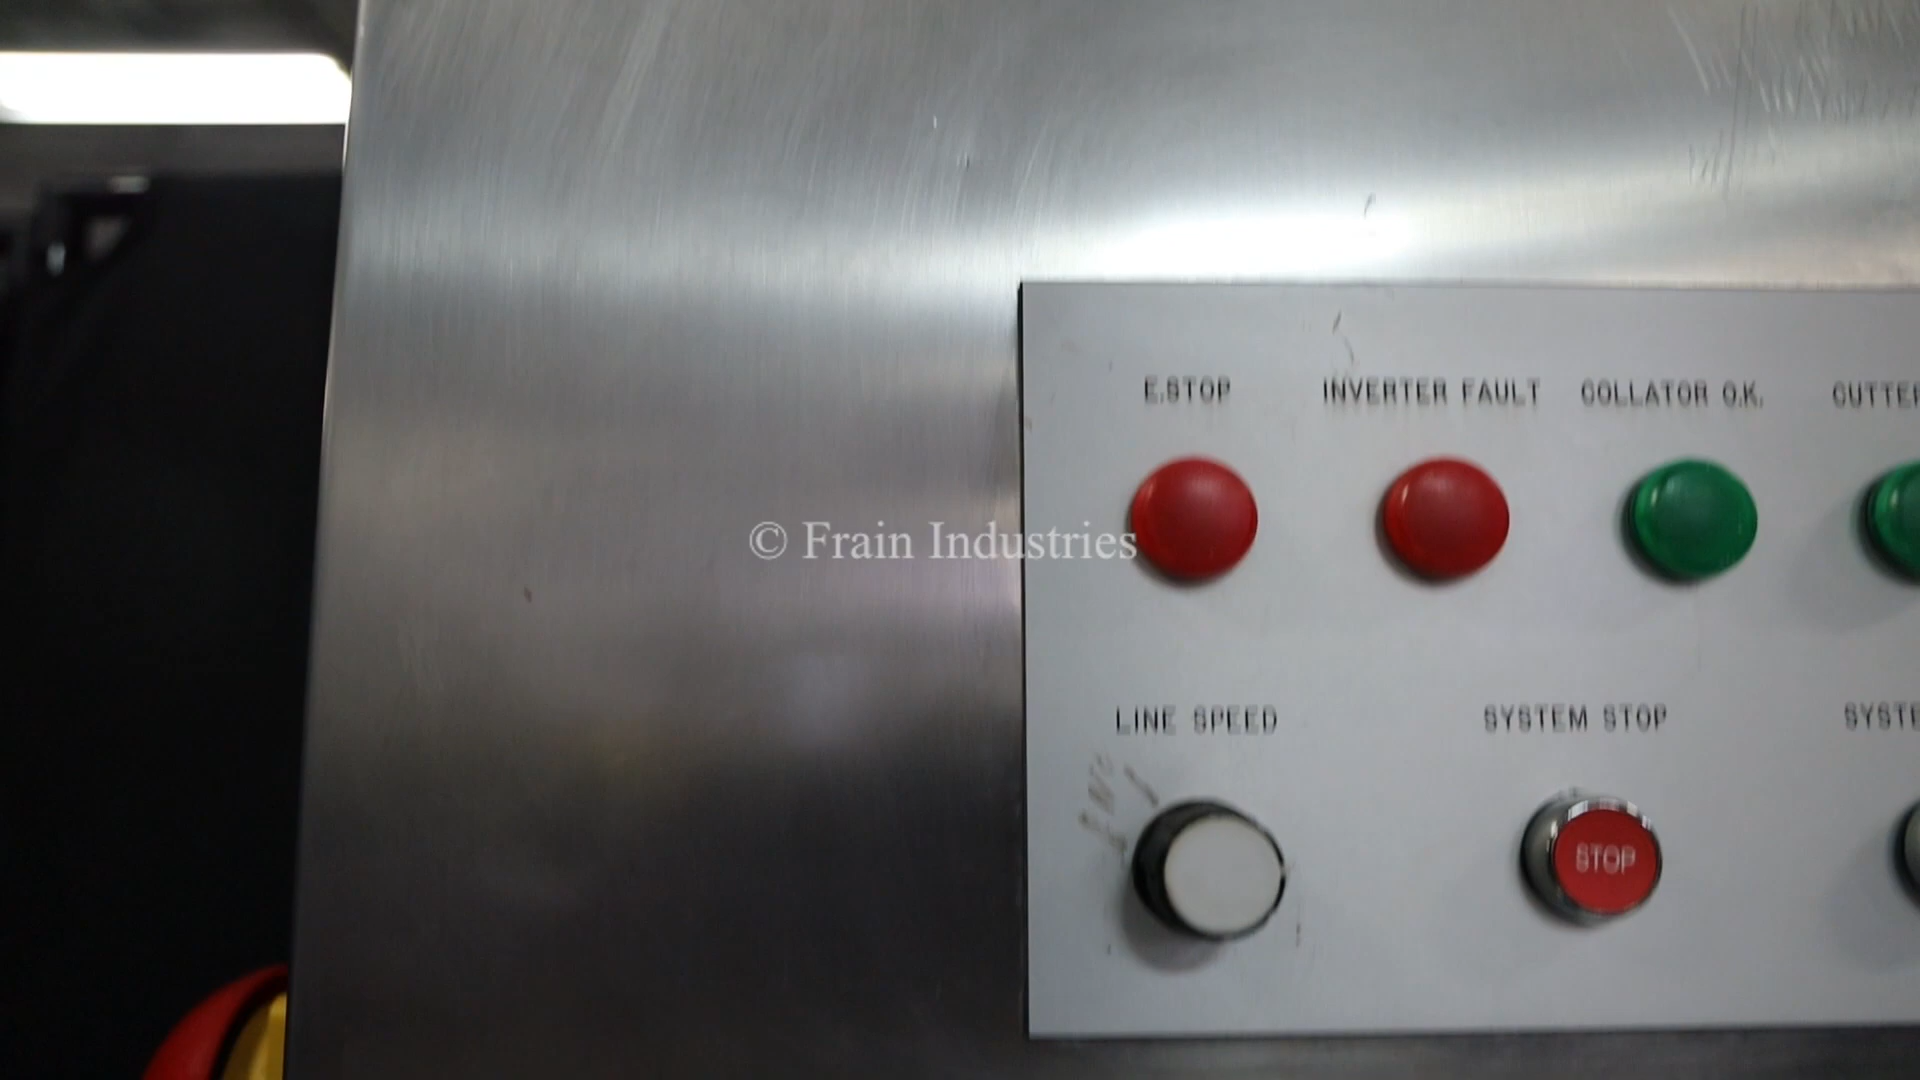 E.STOP INVERTER FAULT COLLATOR O.K.
© Frain Industries
LINE SPEED SYSTEM STOP
STOP